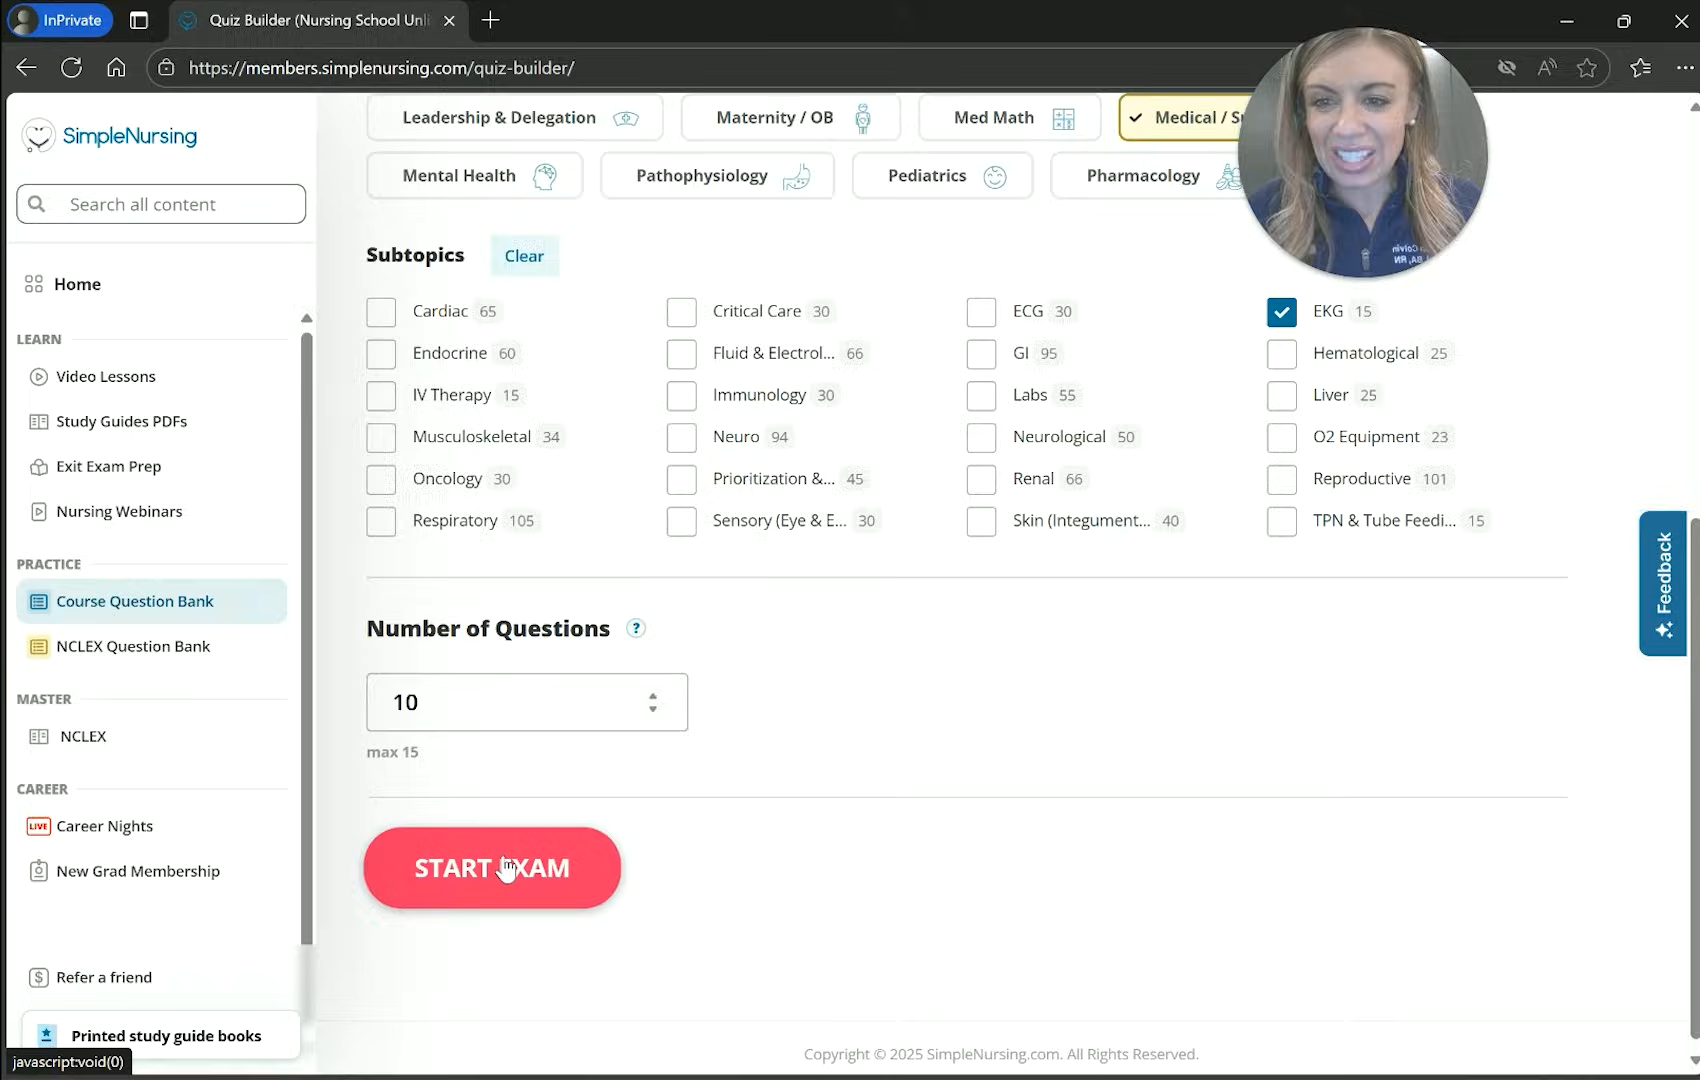 InPrivate
Quiz Builder (Nursing School Unli
https://members.simplenursing.com/quiz-builder/
SimpleNursing
Search all content
Home
LEARN
Video Lessons
Study Guides PDFs
Exit Exam Prep
Nursing Webinars
PRACTICE
Course Question Bank
NCLEX Question Bank
MASTER
NCLEX
CAREER
LIVE Career Nights
New Grad Membership
Refer a friend
Printed study guide books
javascript:void(0)
Leadership & Delegation Maternity / OB Med Math Medical / Su
Mental Health Pathophysiology Pediatrics Pharmacology
Subtopics Clear
Cardiac 65 Critical Care 30 ECG 30 EKG 15
Endocrine 60 Fluid & Electrol... 66 GI 95 Hematological 25
IV Therapy 15 Immunology 30 Labs 55 Liver 25
Musculoskeletal 34 Neuro 94 Neurological 50 O2 Equipment 23
Oncology 30 Prioritization &... 45 Renal 66 Reproductive 101
Respiratory 105 Sensory (Eye & E... 30 Skin (Integument... 40 TPN & Tube Feedi... 15
Number of Questions ?
10
max 15
START EXAM
Feedback
Copyright © 2025 SimpleNursing.com. All Rights Reserved.